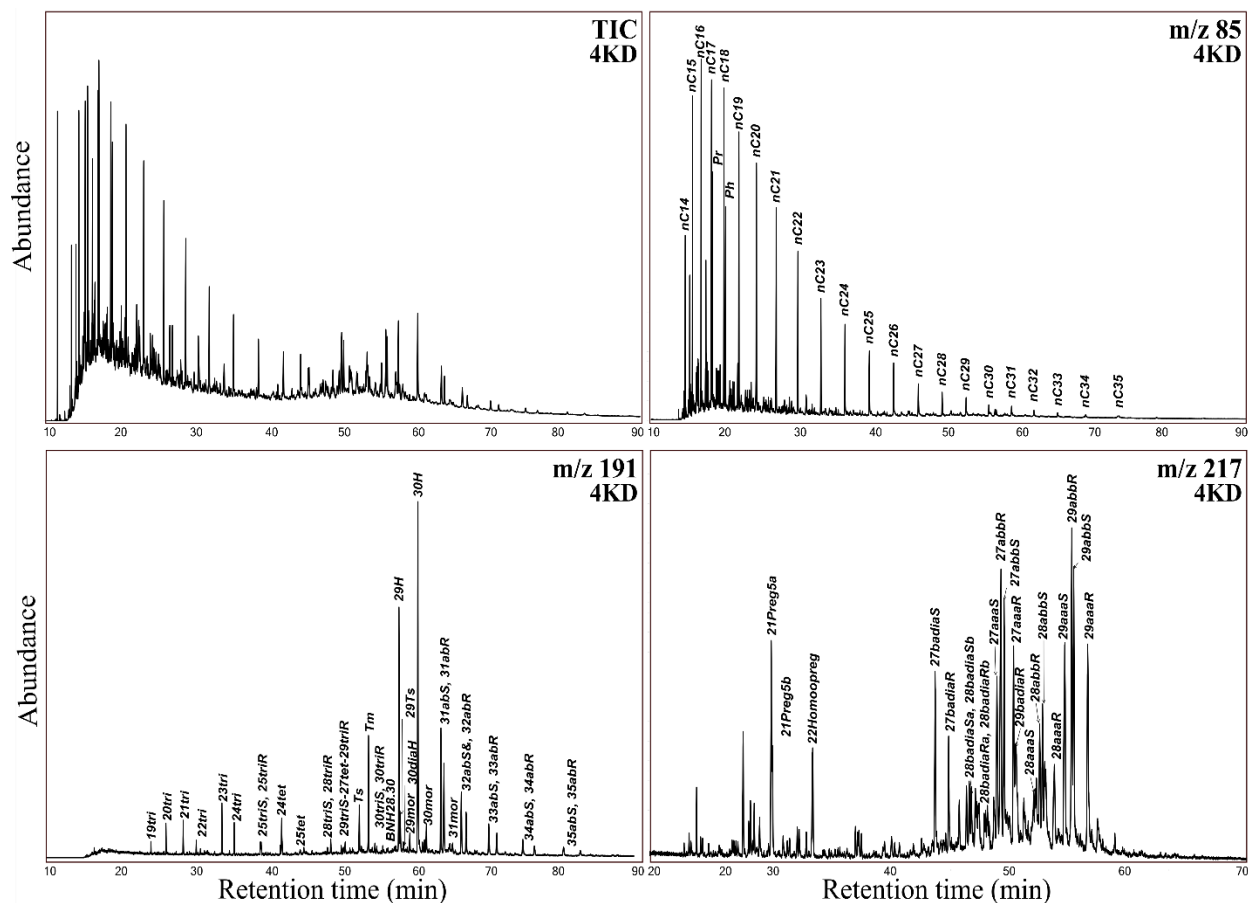 TIC
4KD
Abundance
10 20 30 40 50 60 70 80 90
m/z 85
4KD
nC14
nC15
nC16
nC17
Pr
nC18
Ph
nC19
nC20
nC21
nC22
nC23
nC24
nC25
nC26
nC27
nC28
nC29
nC30
nC31
nC32
nC33
nC34
nC35
10 20 30 40 50 60 70 80 90
m/z 191
4KD
Abundance
19tri
20tri
21tri
22tri
23tri
24tri
25triS, 25triR
24tet
25tet
28triS, 28triR
29triS-27tet-29triR
Ts
Tm
30triS, 30triR
BNH28.30
29H
29Ts
30diaH
29mor
30H
30mor
31abS, 31abR
31mor
32abS&, 32abR
33abS, 33abR
34abS, 34abR
35abS, 35abR
10 20 30 40 50 60 70 80 90
Retention time (min)
m/z 217
4KD
21Preg5a
21Preg5b
22Homoopreg
27badiaS
27badiaR
28badiaSa, 28badiaSb
28badiaRa, 28badiaRb
27aaaS
27abbR
27abbS
27aaaR
29badiaR
28aaaS
28abbR
28abbS
28aaaR
29aaaS
29abbR
29abbS
29aaaR
20 30 40 50 60 70
Retention time (min)